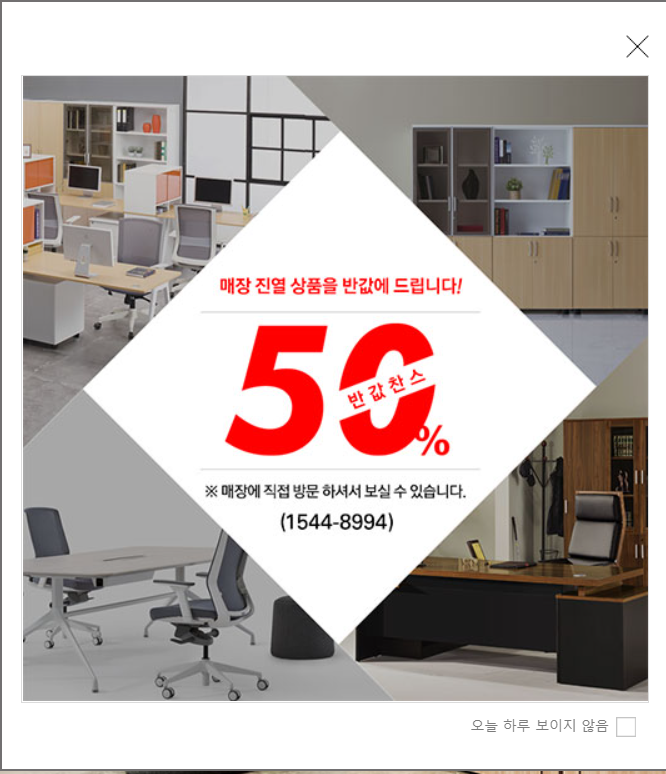 매장 진열 상품을 반값에 드립니다!
50%
반값찬스
※ 매장에 직접 방문 하셔서 보실 수 있습니다.
(1544-8994)
오늘 하루 보이지 않음